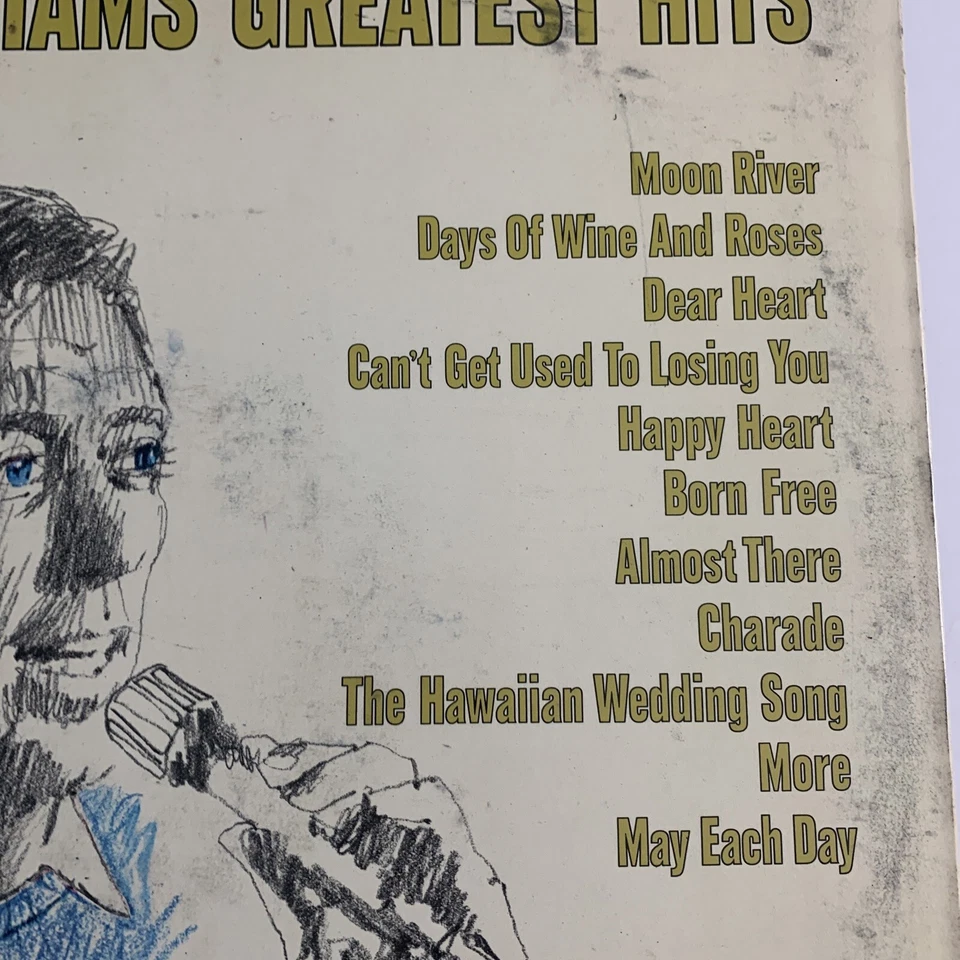 IAMS GREATEST HITS
Moon River
Days Of Wine And Roses
Dear Heart
Can't Get Used To Losing You
Happy Heart
Born Free
Almost There
Charade
The Hawaiian Wedding Song
More
May Each Day